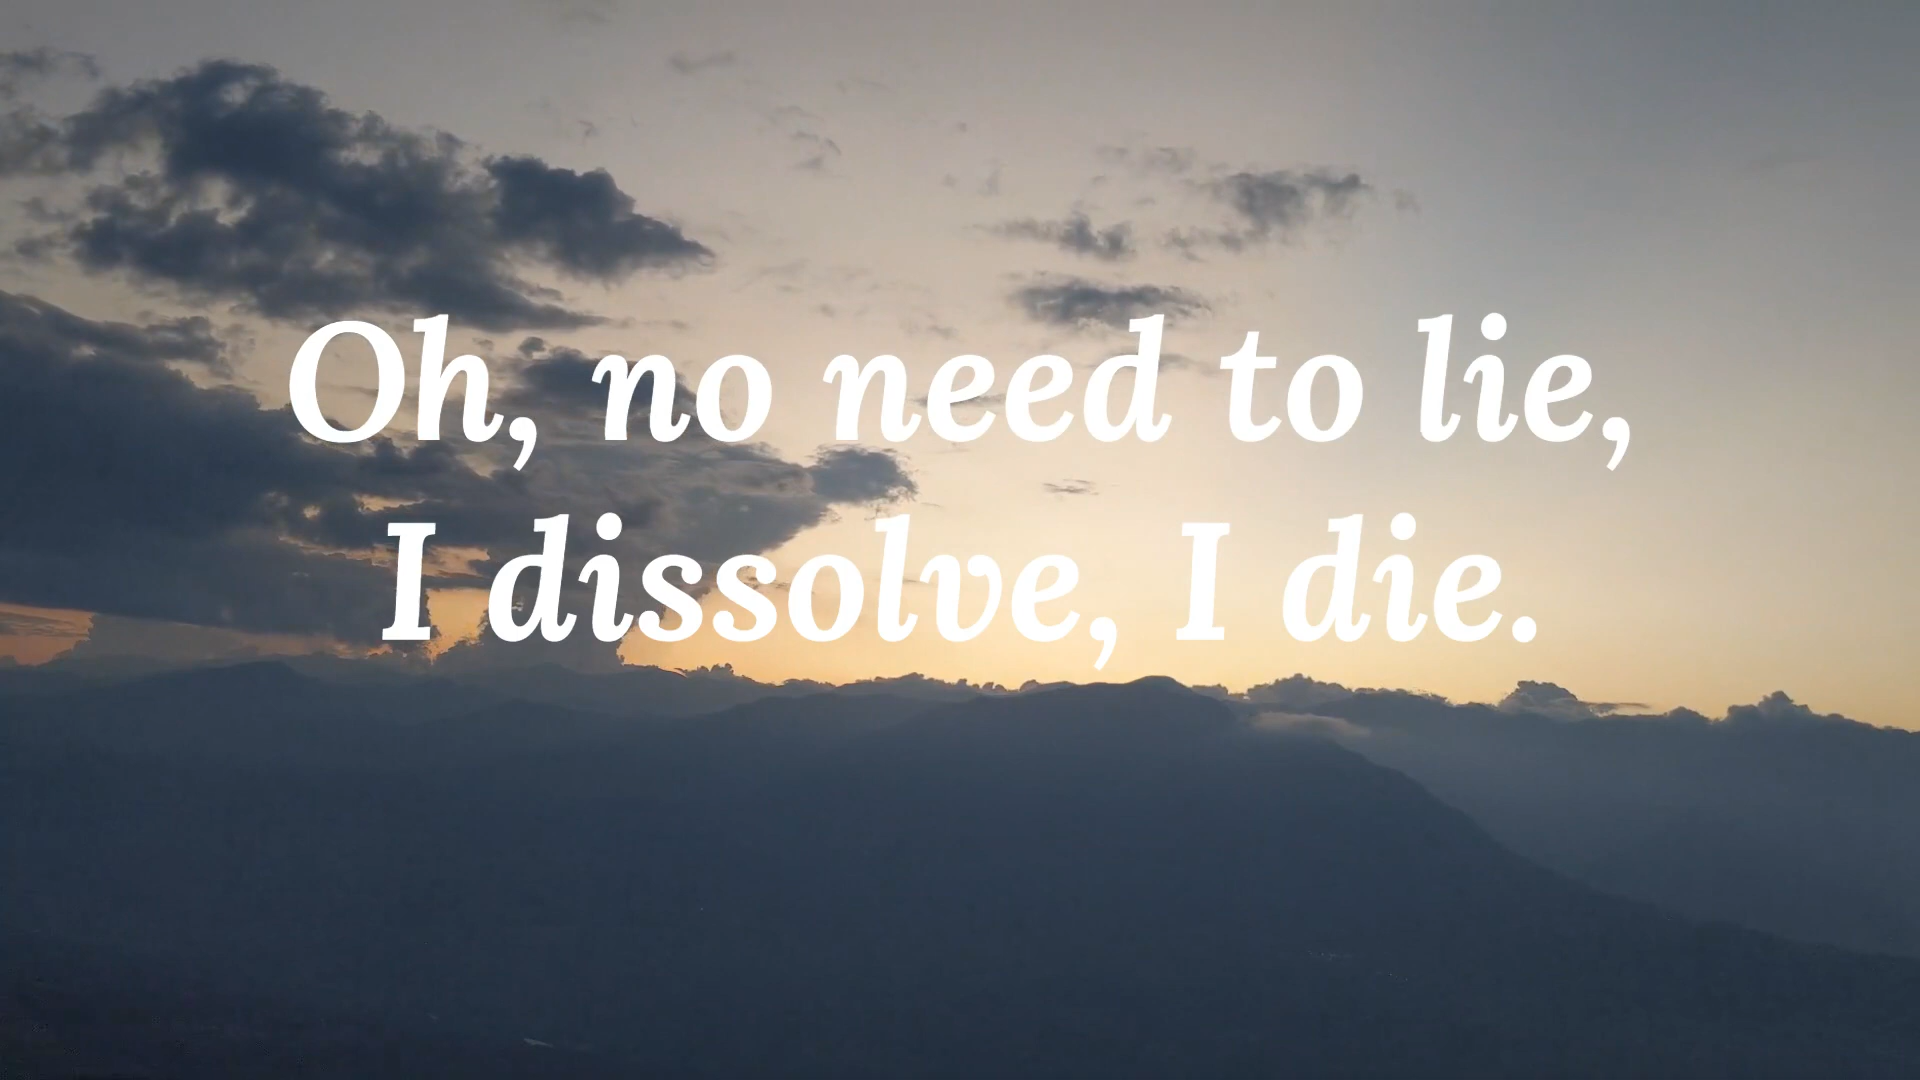 Oh, no need to lie,
I dissolve, I die.